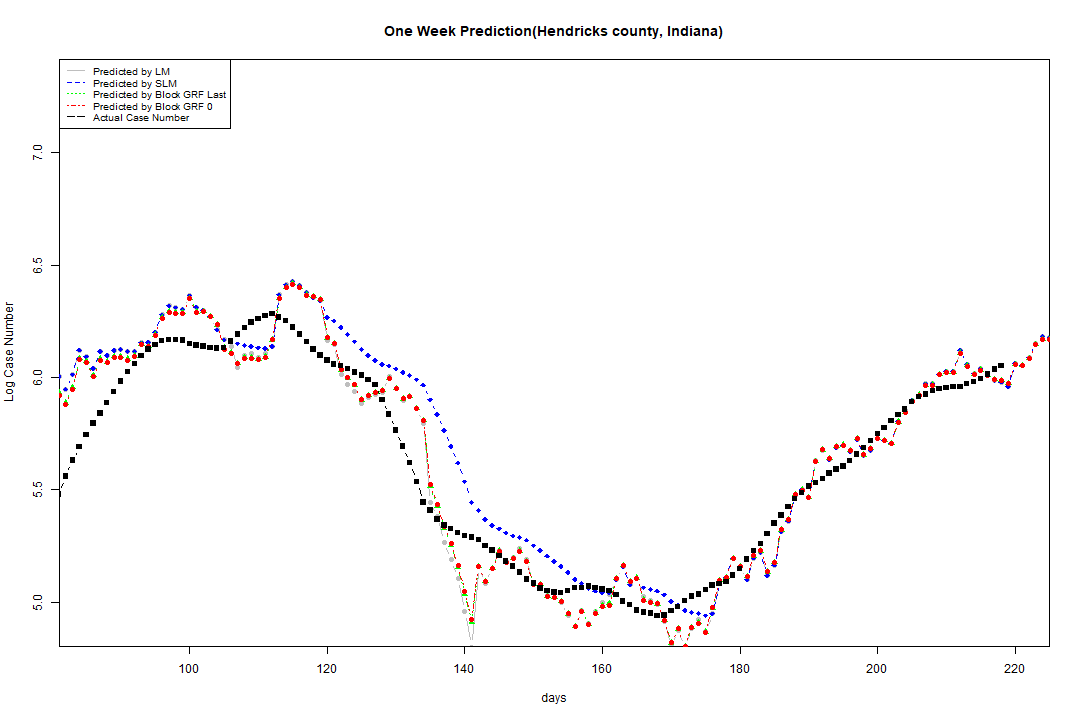 One Week Prediction(Hendricks county, Indiana)
Predicted by LM
Predicted by SLM
Predicted by Block GRF Last
Predicted by Block GRF 0
Actual Case Number
7.0
6.5
6.0
5.5
5.0
Log Case Number
100 120 140 160 180 200 220
days